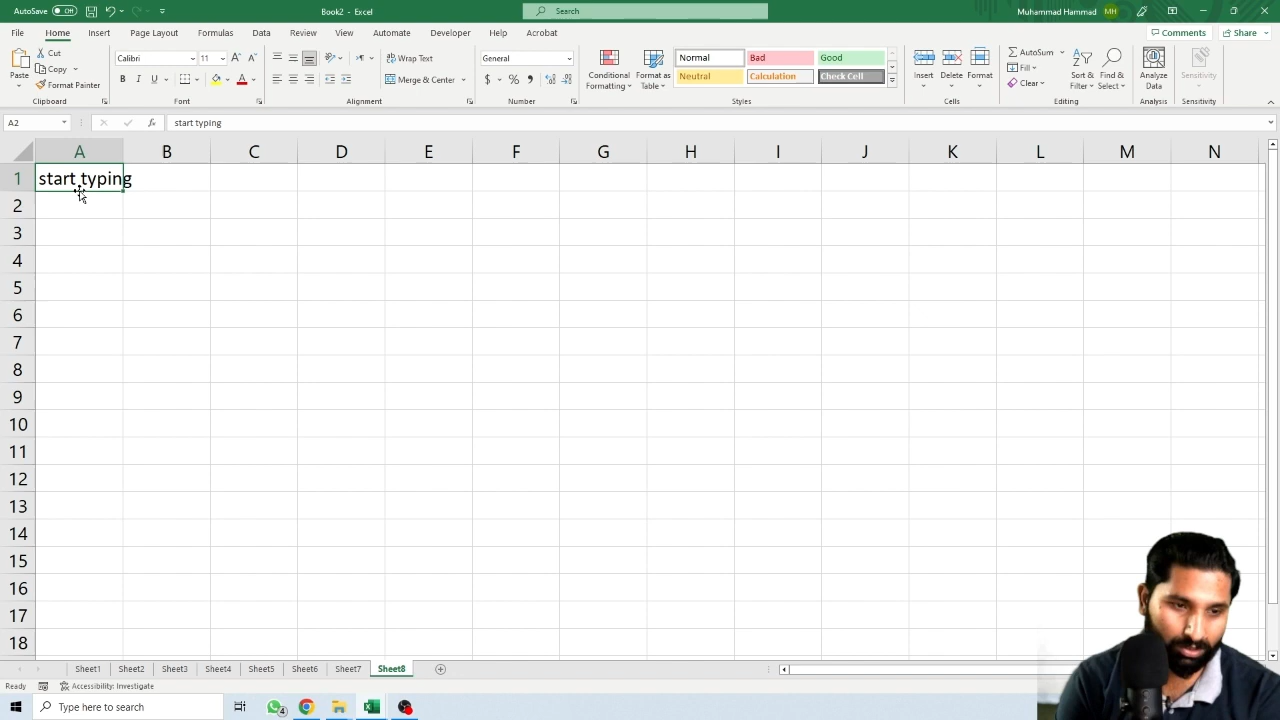 AutoSave Off Book2 - Excel Search Muhammad Hammad MH
File Home Insert Page Layout Formulas Data Review View Automate Developer Help Acrobat Comments Share
Paste Cut Copy Format Painter Clipboard
Calibri 11 A A B I U A Font
ab Wrap Text Merge & Center Alignment
General $ % , Number
Conditional Formatting Format as Table Normal Bad Good Neutral Calculation Check Cell Styles
Insert Delete Format Cells
AutoSum Fill Clear Sort & Filter Find & Select Editing
Analyze Data Analysis
Sensitivity Sensitivity
A2 fx start typing
A B C D E F G H I J K L M N
1 start typing
2
3
4
5
6
7
8
9
10
11
12
13
14
15
16
17
18
Sheet1 Sheet2 Sheet3 Sheet4 Sheet5 Sheet6 Sheet7 Sheet8
Ready Accessibility: Investigate
Type here to search 4